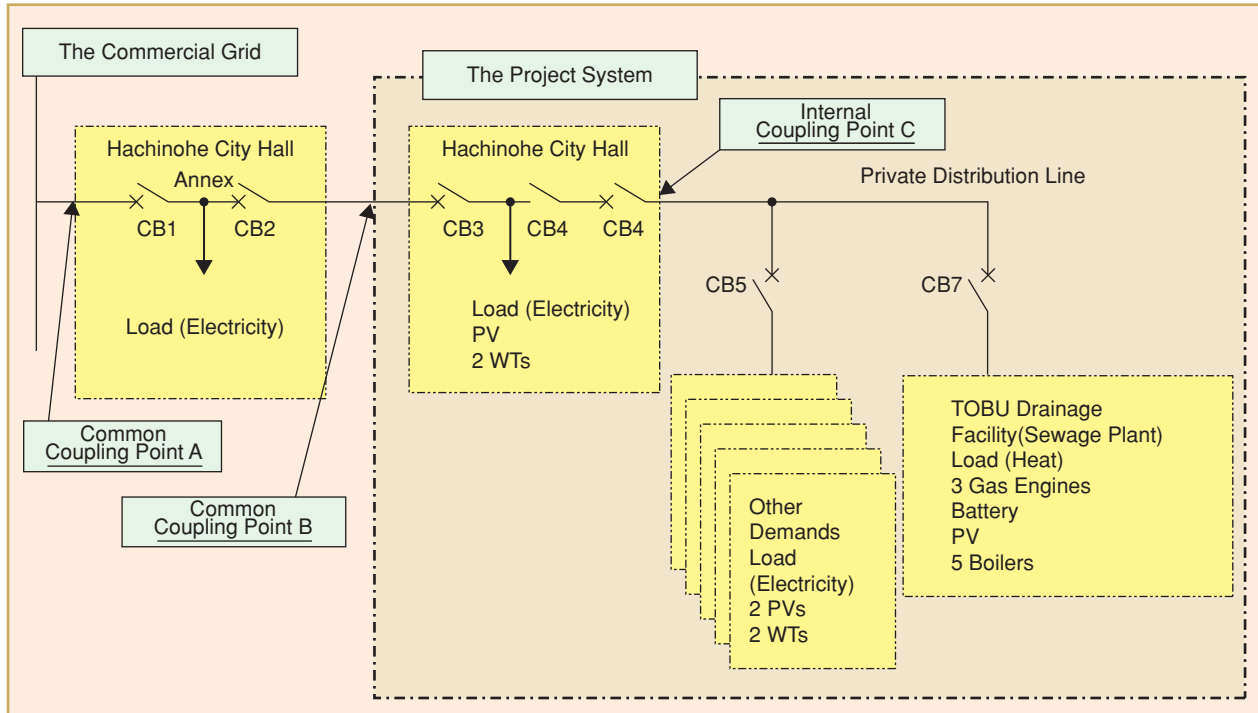 The Commercial Grid
The Project System
Internal
Coupling Point C
Hachinohe City Hall
Annex
CB1
CB2
Load (Electricity)
Hachinohe City Hall
CB3
CB4
CB4
Load (Electricity)
PV
2 WTs
Private Distribution Line
CB5
CB7
Common
Coupling Point A
Common
Coupling Point B
Other
Demands
Load
(Electricity)
2 PVs
2 WTs
TOBU Drainage
Facility(Sewage Plant)
Load (Heat)
3 Gas Engines
Battery
PV
5 Boilers